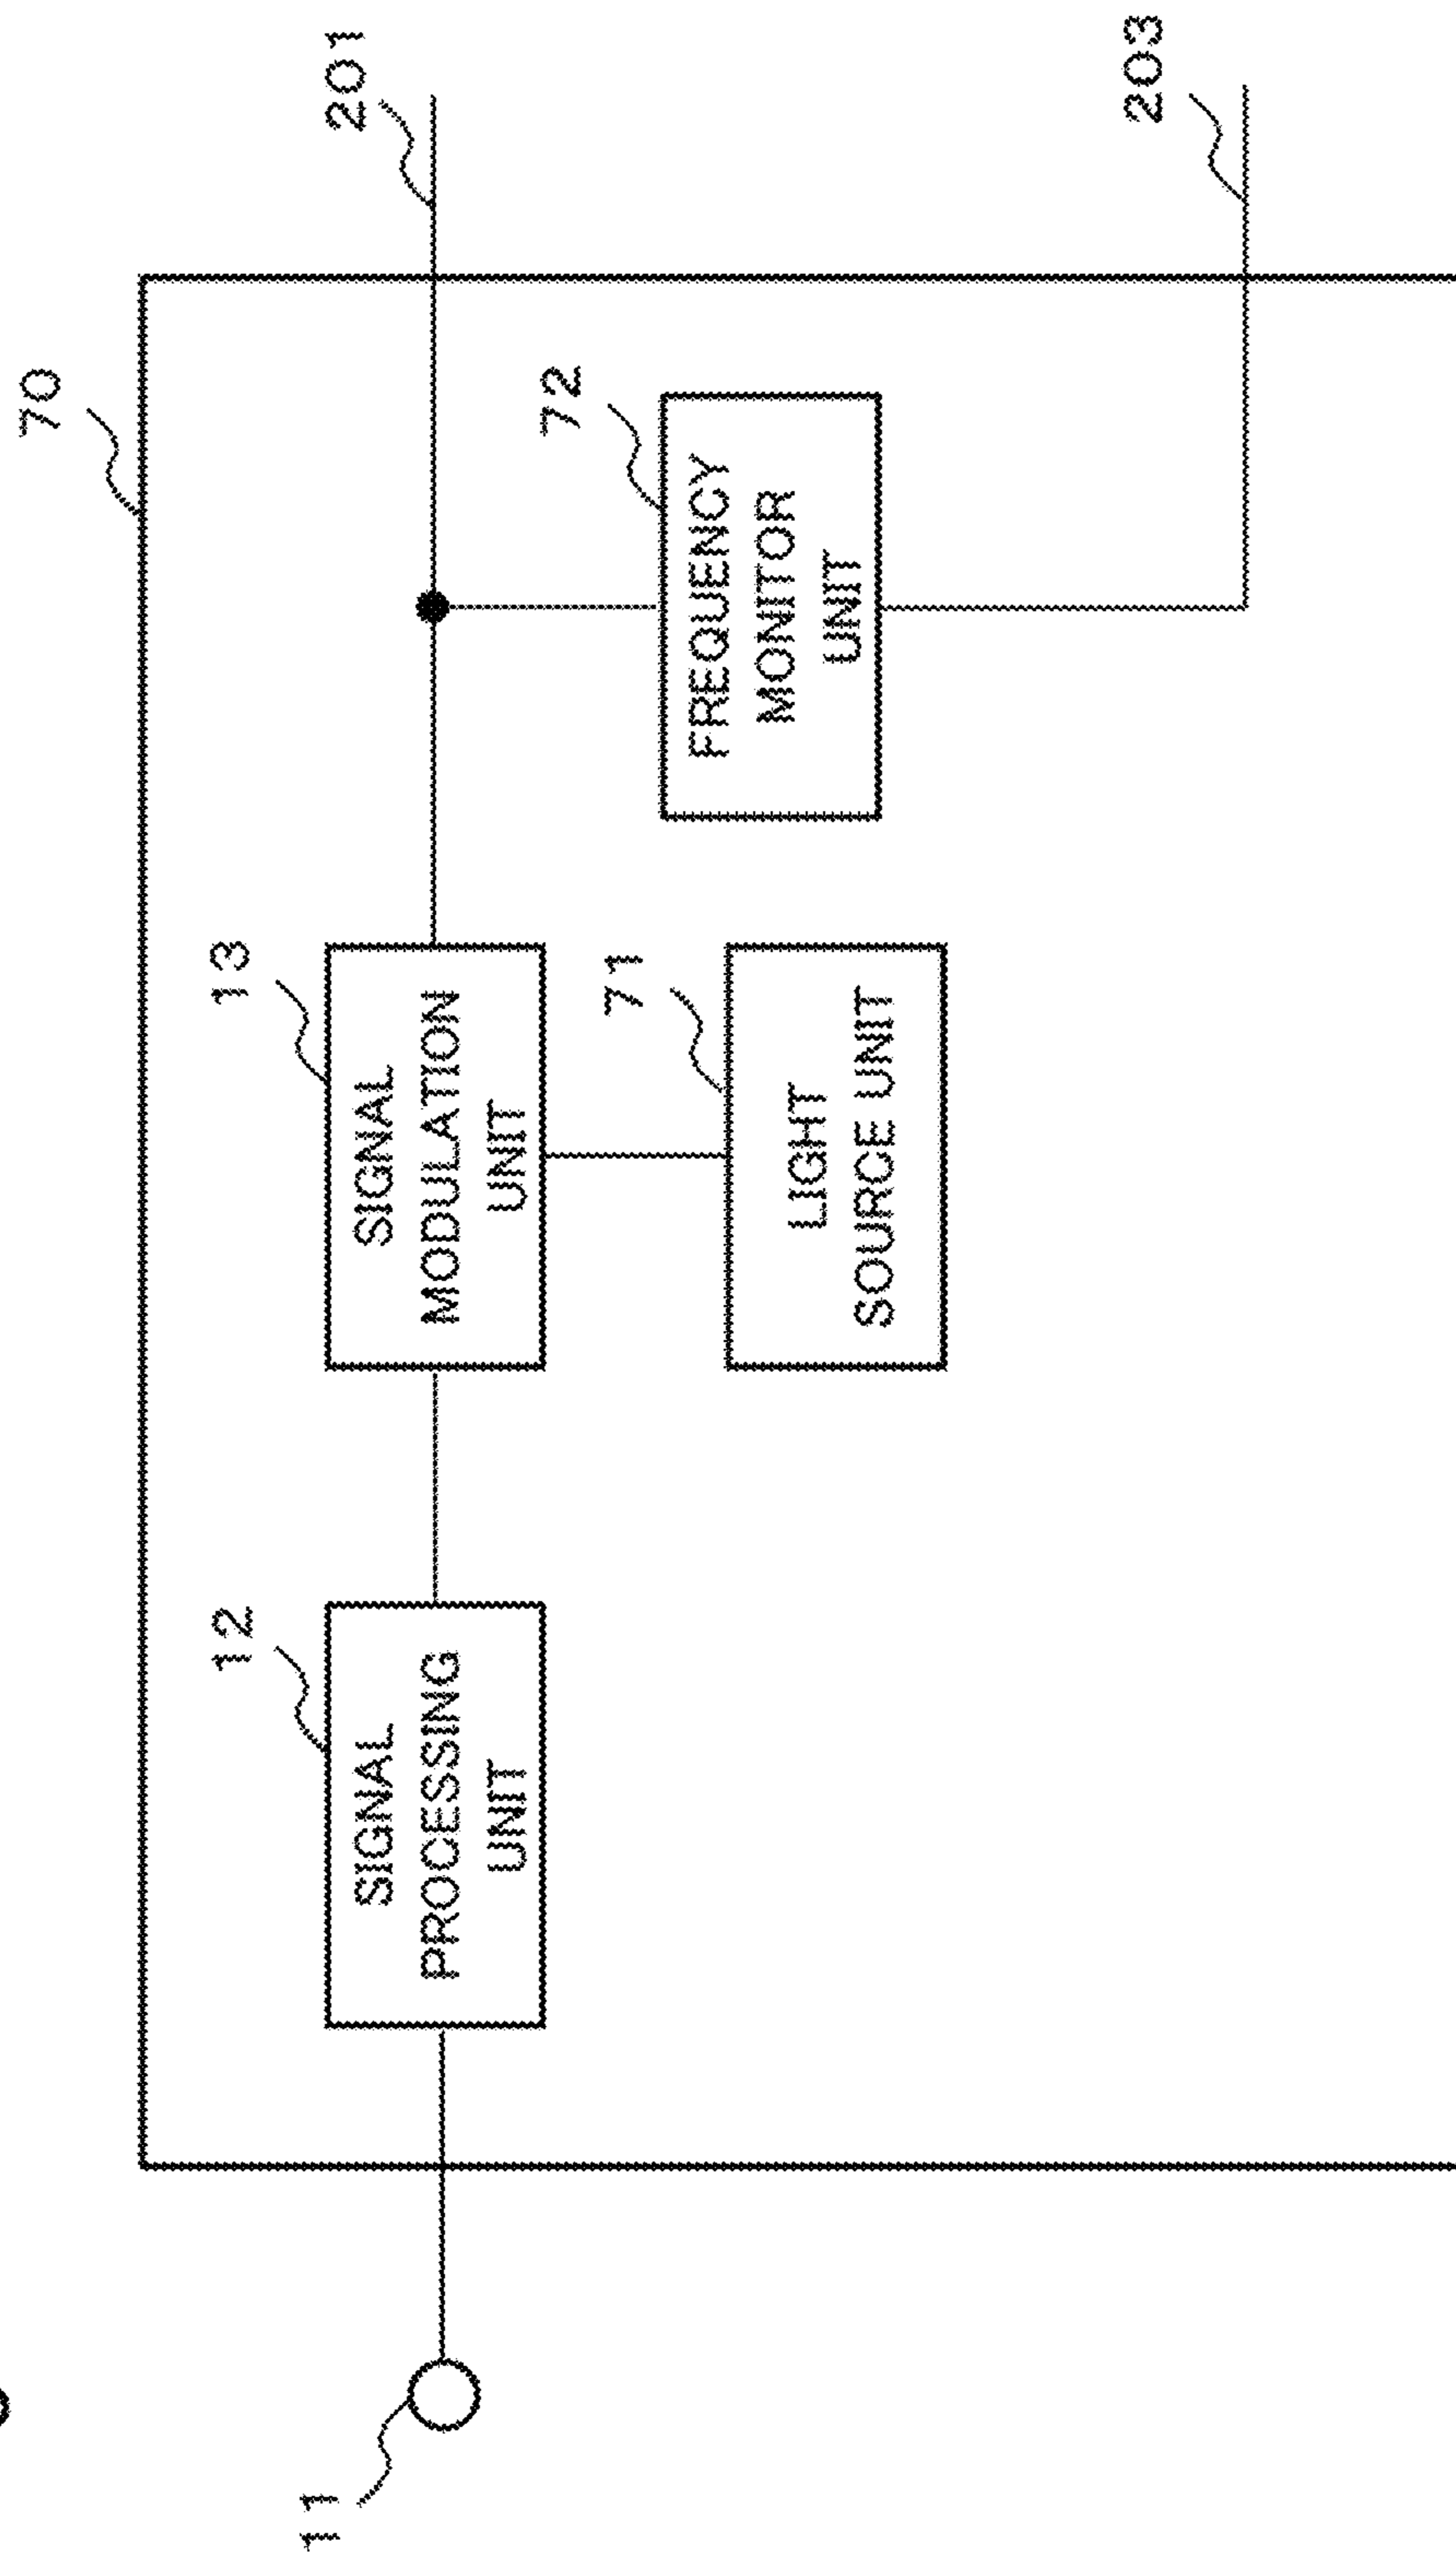 70
201
13
12
11
SIGNAL
PROCESSING
UNIT
SIGNAL
MODULATION
UNIT
72
FREQUENCY
MONITOR
UNIT
71
LIGHT
SOURCE UNIT
203